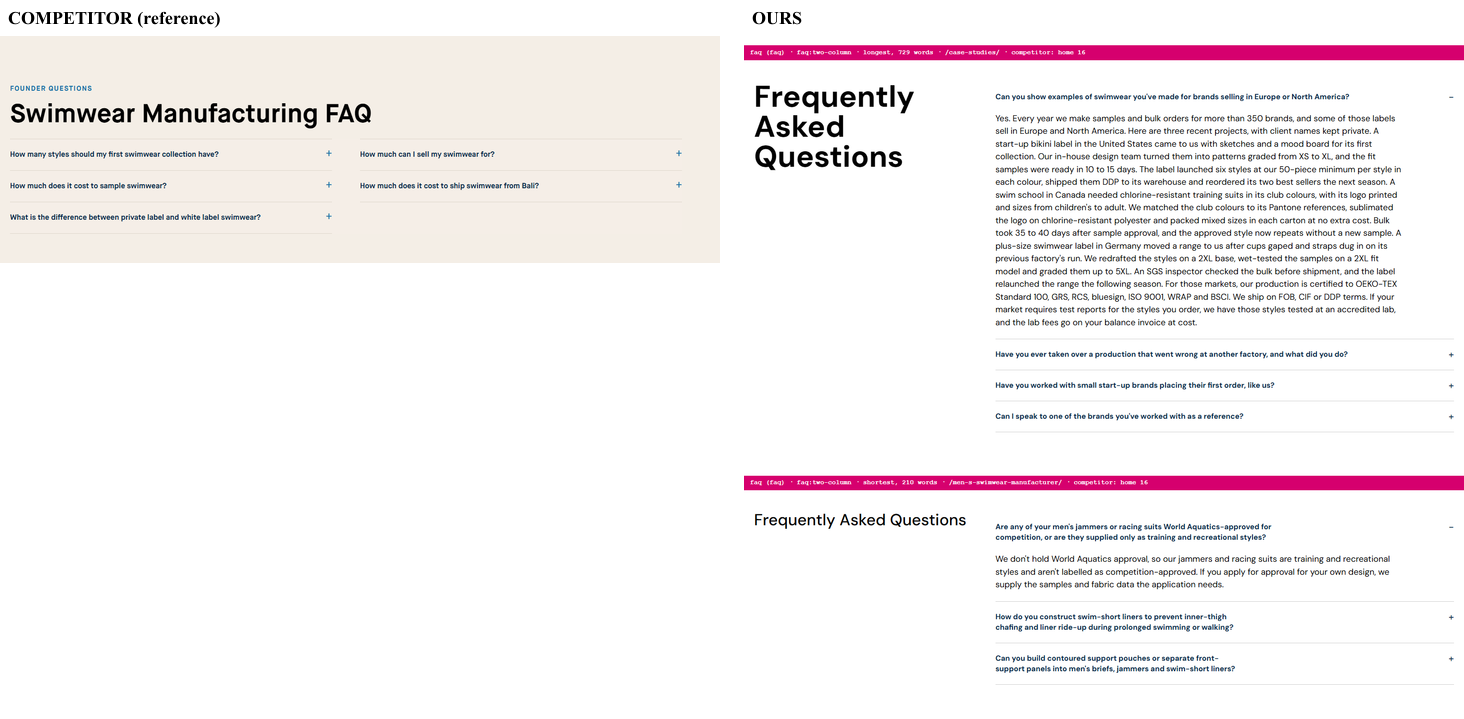 COMPETITOR (reference)
FOUNDER QUESTIONS
Swimwear Manufacturing FAQ
How many styles should my first swimwear collection have? +
How much can I sell my swimwear for? +
How much does it cost to sample swimwear? +
How much does it cost to ship swimwear from Bali? +
What is the difference between private label and white label swimwear? +
OURS
faq (faq) · faq:two-column · longest, 729 words · /case-studies/ · competitor: home 16
Frequently
Asked
Questions
Can you show examples of swimwear you've made for brands selling in Europe or North America? −
Yes. Every year we make samples and bulk orders for more than 350 brands, and some of those labels
sell in Europe and North America. Here are three recent projects, with client names kept private. A
start-up bikini label in the United States came to us with sketches and a mood board for its first
collection. Our in-house design team turned them into patterns graded from XS to XL, and the fit
samples were ready in 10 to 15 days. The label launched six styles at our 50-piece minimum per style in
each colour, shipped them DDP to its warehouse and reordered its two best sellers the next season. A
swim school in Canada needed chlorine-resistant training suits in its club colours, with its logo printed
and sizes from children's to adult. We matched the club colours to its Pantone references, sublimated
the logo on chlorine-resistant polyester and packed mixed sizes in each carton at no extra cost. Bulk
took 35 to 40 days after sample approval, and the approved style now repeats without a new sample. A
plus-size swimwear label in Germany moved a range to us after cups gaped and straps dug in on its
previous factory's run. We redrafted the styles on a 2XL base, wet-tested the samples on a 2XL fit
model and graded them up to 5XL. An SGS inspector checked the bulk before shipment, and the label
relaunched the range the following season. For those markets, our production is certified to OEKO-TEX
Standard 100, GRS, RCS, bluesign, ISO 9001, WRAP and BSCI. We ship on FOB, CIF or DDP terms. If your
market requires test reports for the styles you order, we have those styles tested at an accredited lab,
and the lab fees go on your balance invoice at cost.
Have you ever taken over a production that went wrong at another factory, and what did you do? +
Have you worked with small start-up brands placing their first order, like us? +
Can I speak to one of the brands you've worked with as a reference? +
faq (faq) · faq:two-column · shortest, 210 words · /men-s-swimwear-manufacturer/ · competitor: home 16
Frequently Asked Questions
Are any of your men's jammers or racing suits World Aquatics-approved for −
competition, or are they supplied only as training and recreational styles?
We don't hold World Aquatics approval, so our jammers and racing suits are training and recreational
styles and aren't labelled as competition-approved. If you apply for approval for your own design, we
supply the samples and fabric data the application needs.
How do you construct swim-short liners to prevent inner-thigh +
chafing and liner ride-up during prolonged swimming or walking?
Can you build contoured support pouches or separate front- +
support panels into men's briefs, jammers and swim-short liners?